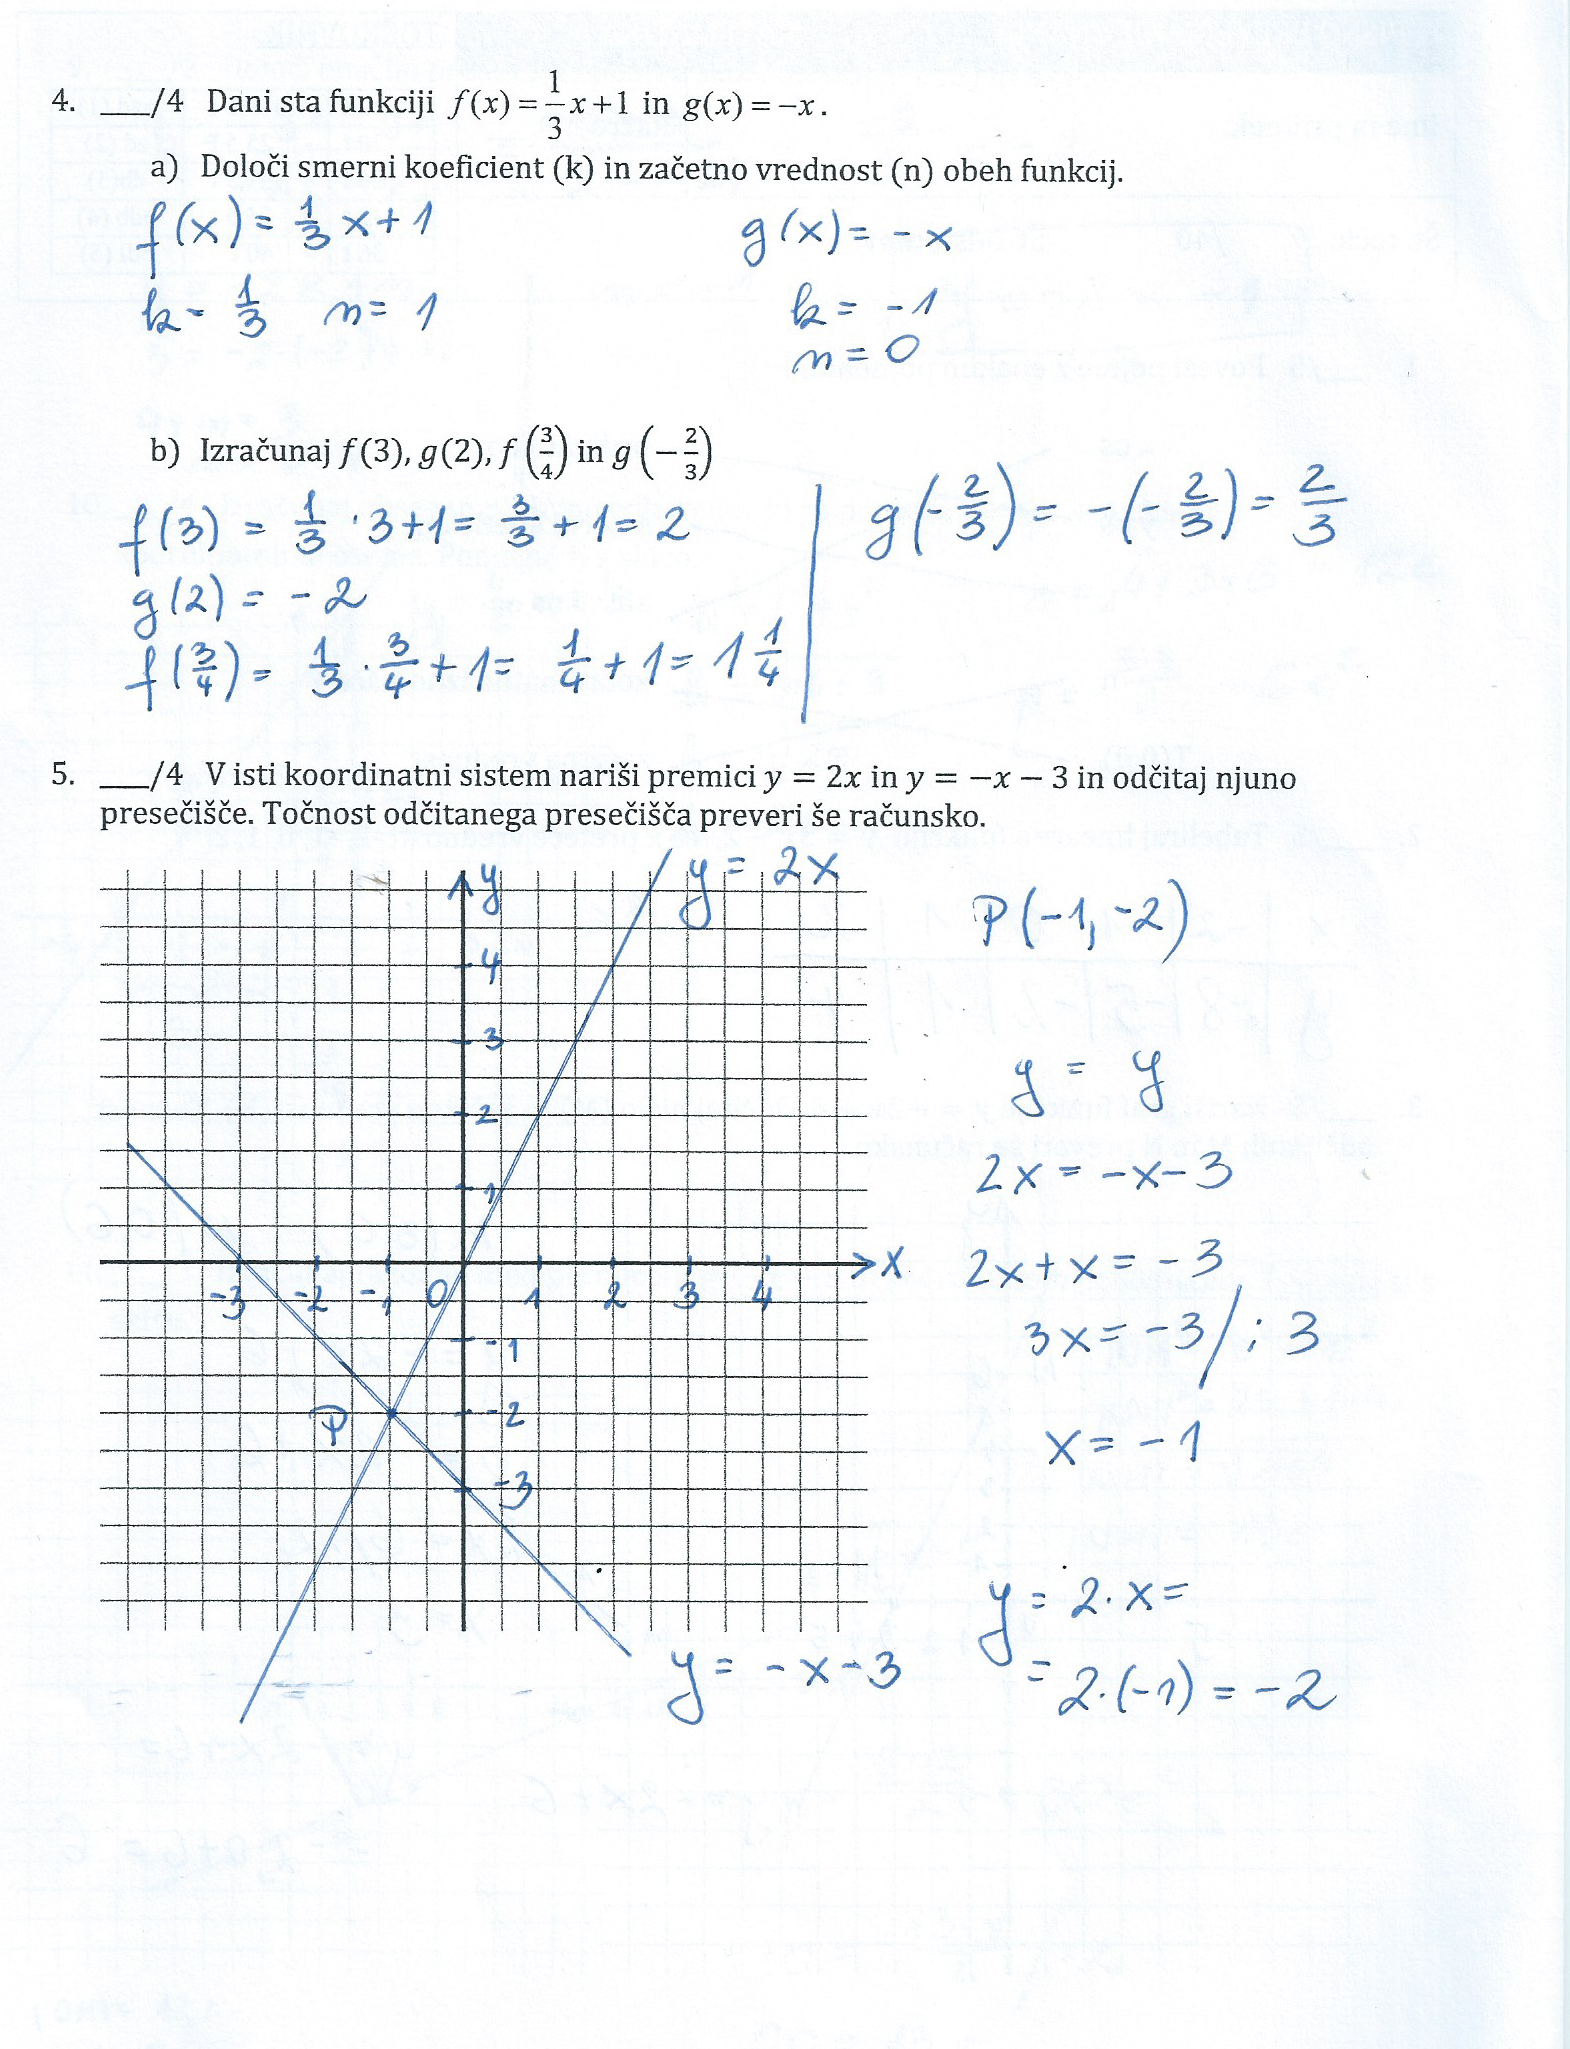 4. ___/4 Dani sta funkciji f(x) = 1/3 x + 1 in g(x) = −x.
a) Določi smerni koeficient (k) in začetno vrednost (n) obeh funkcij.
f(x) = 1/3 x + 1
g(x) = - x
k = 1/3 n = 1
k = - 1
n = 0
b) Izračunaj f(3), g(2), f(3/4) in g(−2/3)
f(3) = 1/3 · 3 + 1 = 3/3 + 1 = 2
g(2) = - 2
f(3/4) = 1/3 · 3/4 + 1 = 1/4 + 1 = 1 1/4
g(-2/3) = -(-2/3) = 2/3
5. ___/4 V isti koordinatni sistem nariši premici y = 2x in y = −x − 3 in odčitaj njuno
presečišče. Točnost odčitanega presečišča preveri še računsko.
y
y = 2x
4
3
2
1
-3 -2 -1 0 1 2 3 4 x
-1
P -2
-3
y = - x - 3
P(-1, -2)
y = y
2x = -x - 3
2x + x = - 3
3x = -3 / : 3
x = - 1
y = 2 · x =
= 2 · (-1) = - 2